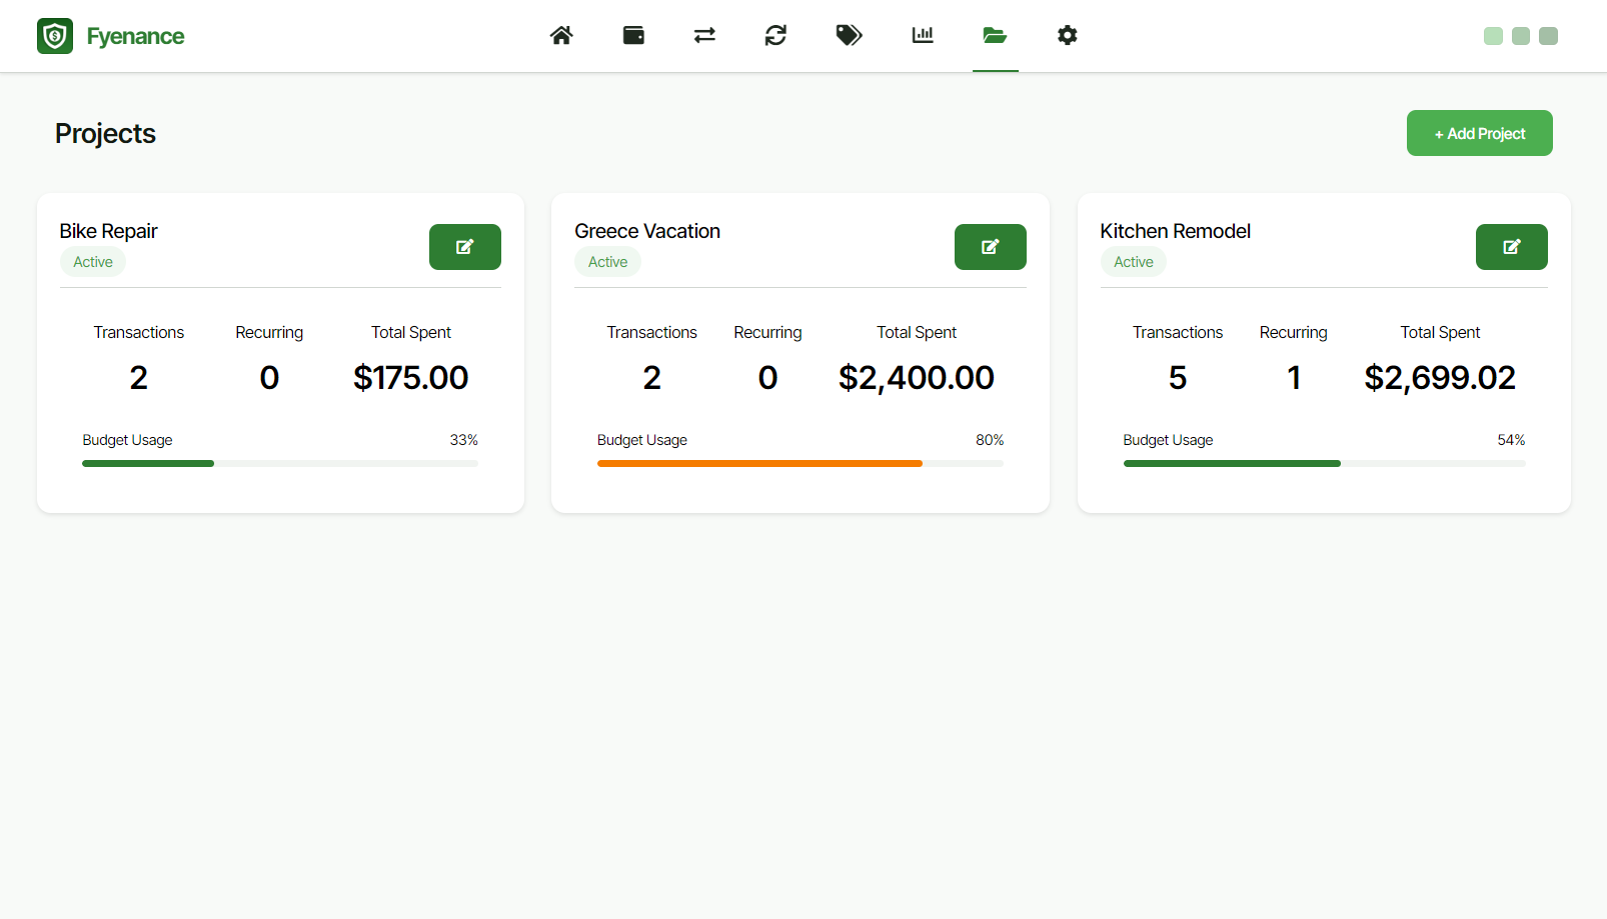 Fyenance
Projects
+ Add Project
Bike Repair
Active
Transactions Recurring Total Spent
2 0 $175.00
Budget Usage 33%
Greece Vacation
Active
Transactions Recurring Total Spent
2 0 $2,400.00
Budget Usage 80%
Kitchen Remodel
Active
Transactions Recurring Total Spent
5 1 $2,699.02
Budget Usage 54%